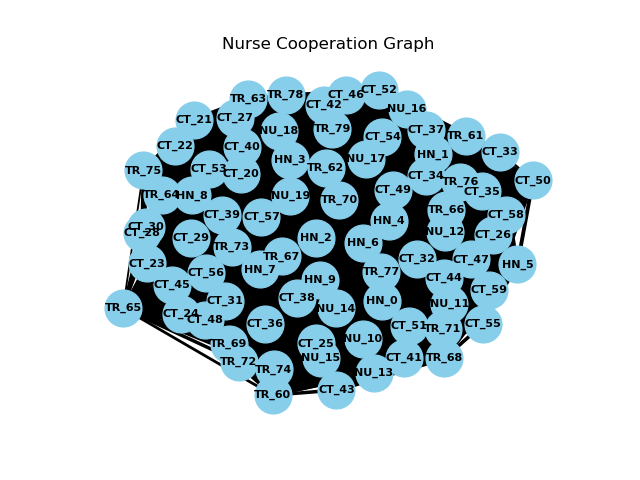 Nurse Cooperation Graph
TR_78
CT_52
CT_46
TR_63
CT_42
NU_16
CT_27
CT_21
TR_79
NU_18
CT_37
TR_61
CT_54
CT_22
CT_40
CT_33
HN_1
NU_17
HN_3
TR_62
CT_53
TR_75
CT_20
CT_34
CT_50
TR_76
CT_49
CT_35
TR_64
HN_8
NU_19
TR_70
TR_66
CT_58
CT_39
CT_57
HN_4
CT_30
CT_28
NU_12
CT_26
CT_29
HN_2
HN_6
TR_73
TR_67
CT_32
CT_47
CT_23
HN_5
HN_7
CT_56
TR_77
CT_44
HN_9
CT_45
CT_59
CT_38
CT_31
HN_0
NU_11
TR_65
NU_14
CT_24
CT_48
CT_36
CT_51
CT_55
TR_71
NU_10
CT_25
TR_69
NU_15
CT_41
TR_68
TR_72
TR_74
NU_13
CT_43
TR_60